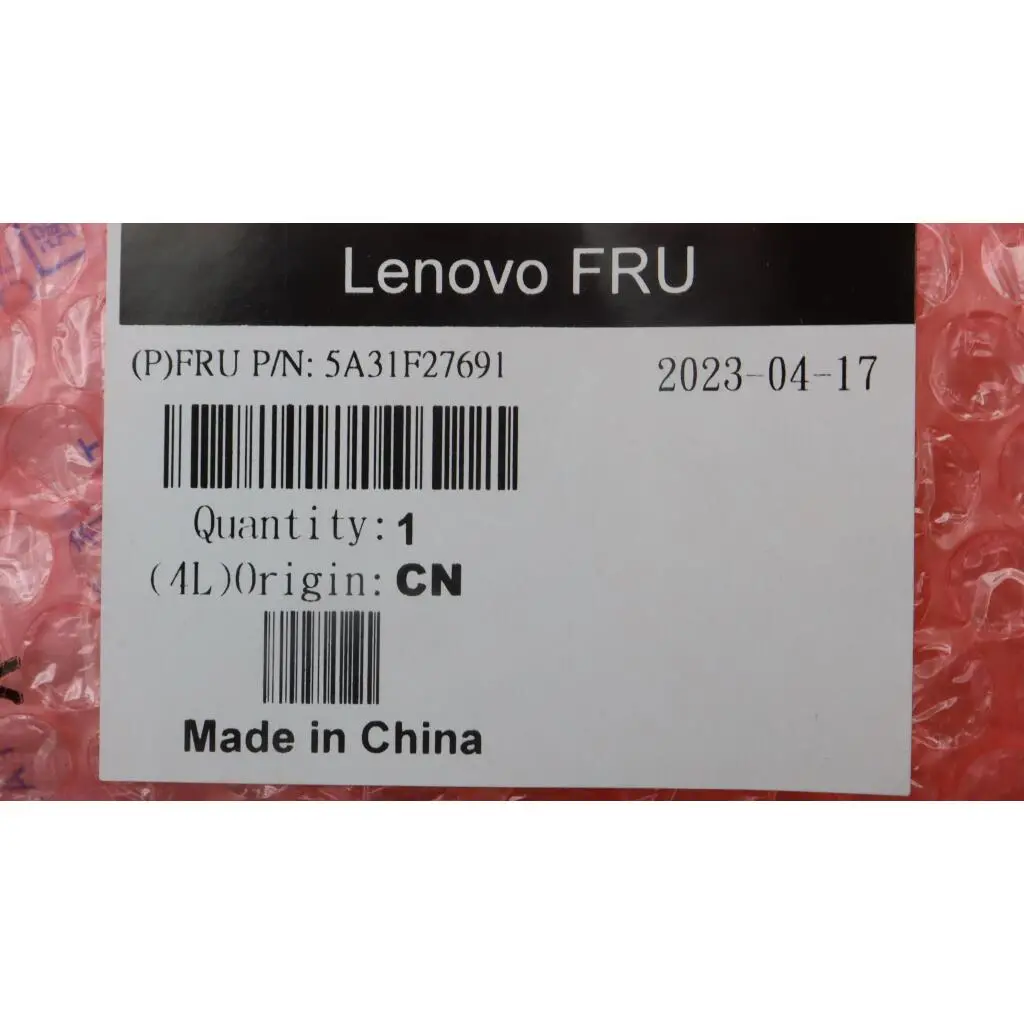 Lenovo FRU
(P)FRU P/N: 5A31F27691
2023-04-17
Quantity: 1
(4L)Origin: CN
Made in China